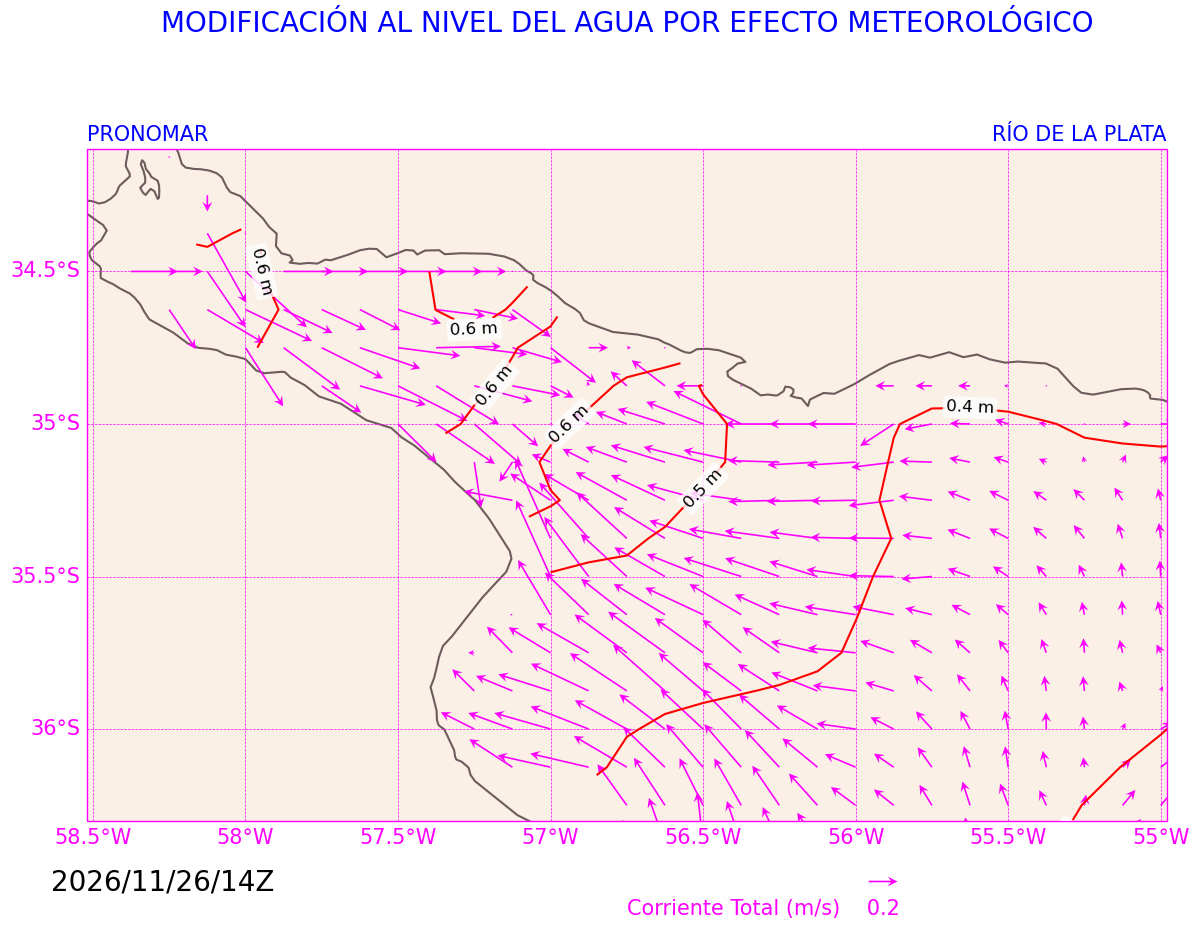 MODIFICACIÓN AL NIVEL DEL AGUA POR EFECTO METEOROLÓGICO
PRONOMAR RÍO DE LA PLATA
0.6 m
34.5°S
0.6 m
0.6 m
0.4 m
0.6 m
35°S
0.5 m
35.5°S
36°S
58.5°W 58°W 57.5°W 57°W 56.5°W 56°W 55.5°W 55°W
2026/11/26/14Z
Corriente Total (m/s) 0.2